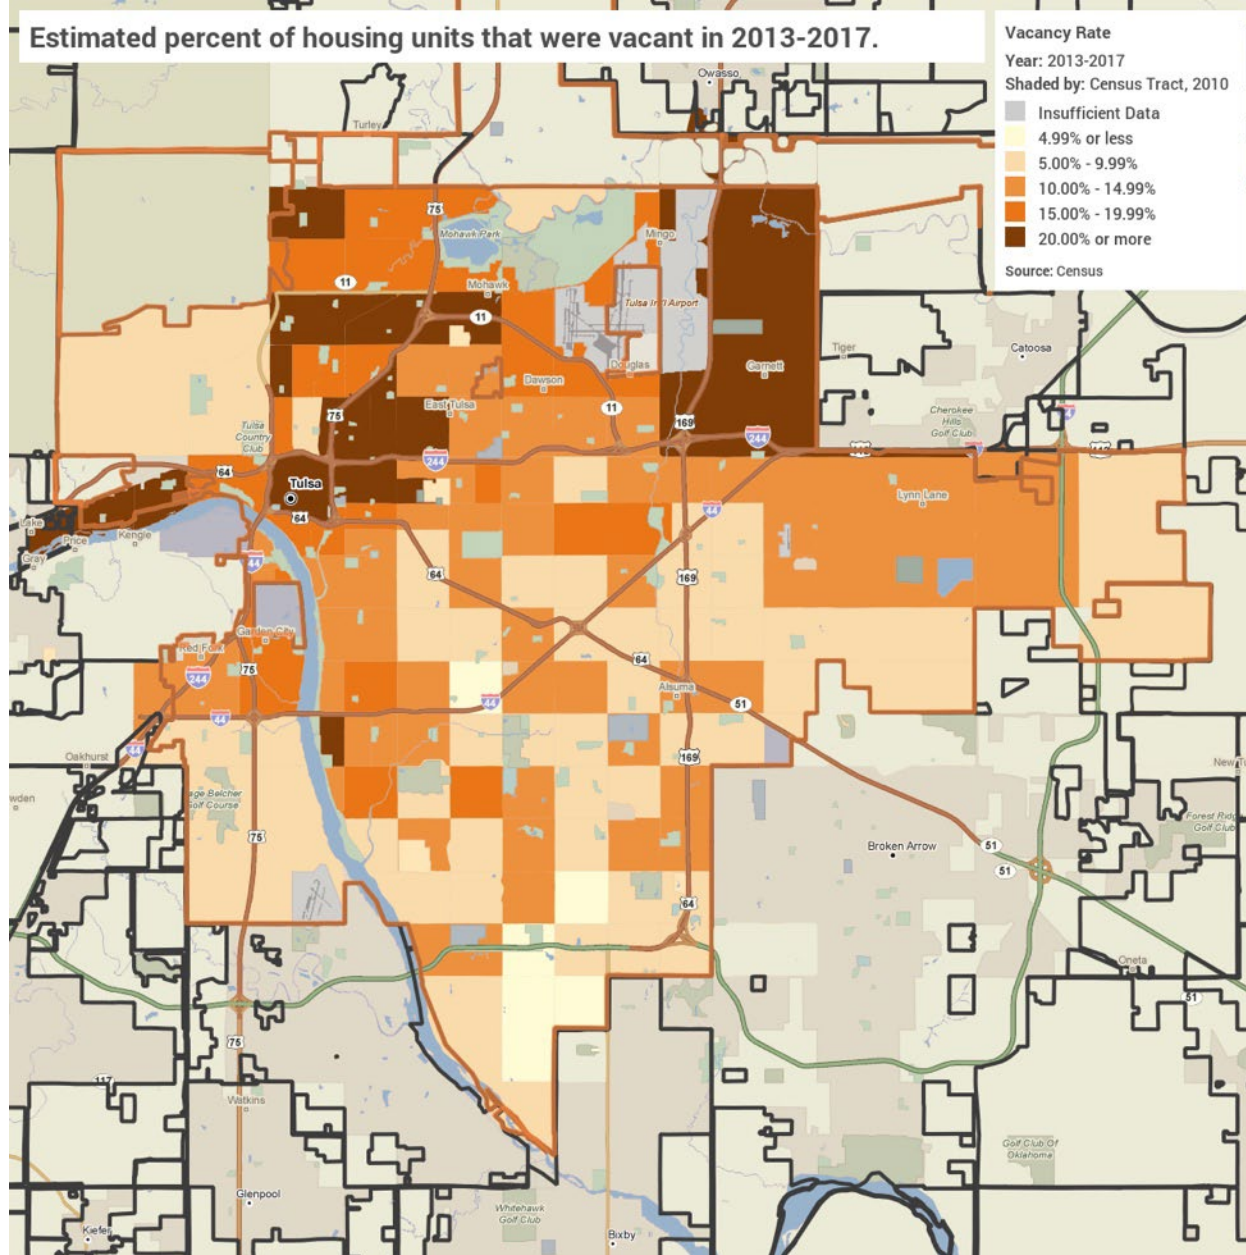 Estimated percent of housing units that were vacant in 2013-2017.
Vacancy Rate
Year: 2013-2017
Shaded by: Census Tract, 2010
Insufficient Data
4.99% or less
5.00% - 9.99%
10.00% - 14.99%
15.00% - 19.99%
20.00% or more
Source: Census
Owasso
Turley
75
Mohawk Park
Mingo
11
Mohawk
Tulsa Int'l Airport
11
Tiger
Catoosa
Douglas
Garnett
Dawson
East Tulsa
75
11
169
Cherokee
Hills
Golf Club
Tulsa
Country
Club
244
244
64
Tulsa
Lynn Lane
64
44
Lake
Price
Kengle
Gray
44
64
169
Garden City
Red Fork
75
64
244
Alsuma
44
51
44
44
Oakhurst
169
Page Belcher
Golf Course
75
Forest Ridge
Golf Club
Broken Arrow
51
51
64
Oneta
51
75
117
Watkins
Golf Club Of
Oklahoma
Glenpool
Whitehawk
Golf Club
Kiefer
Bixby